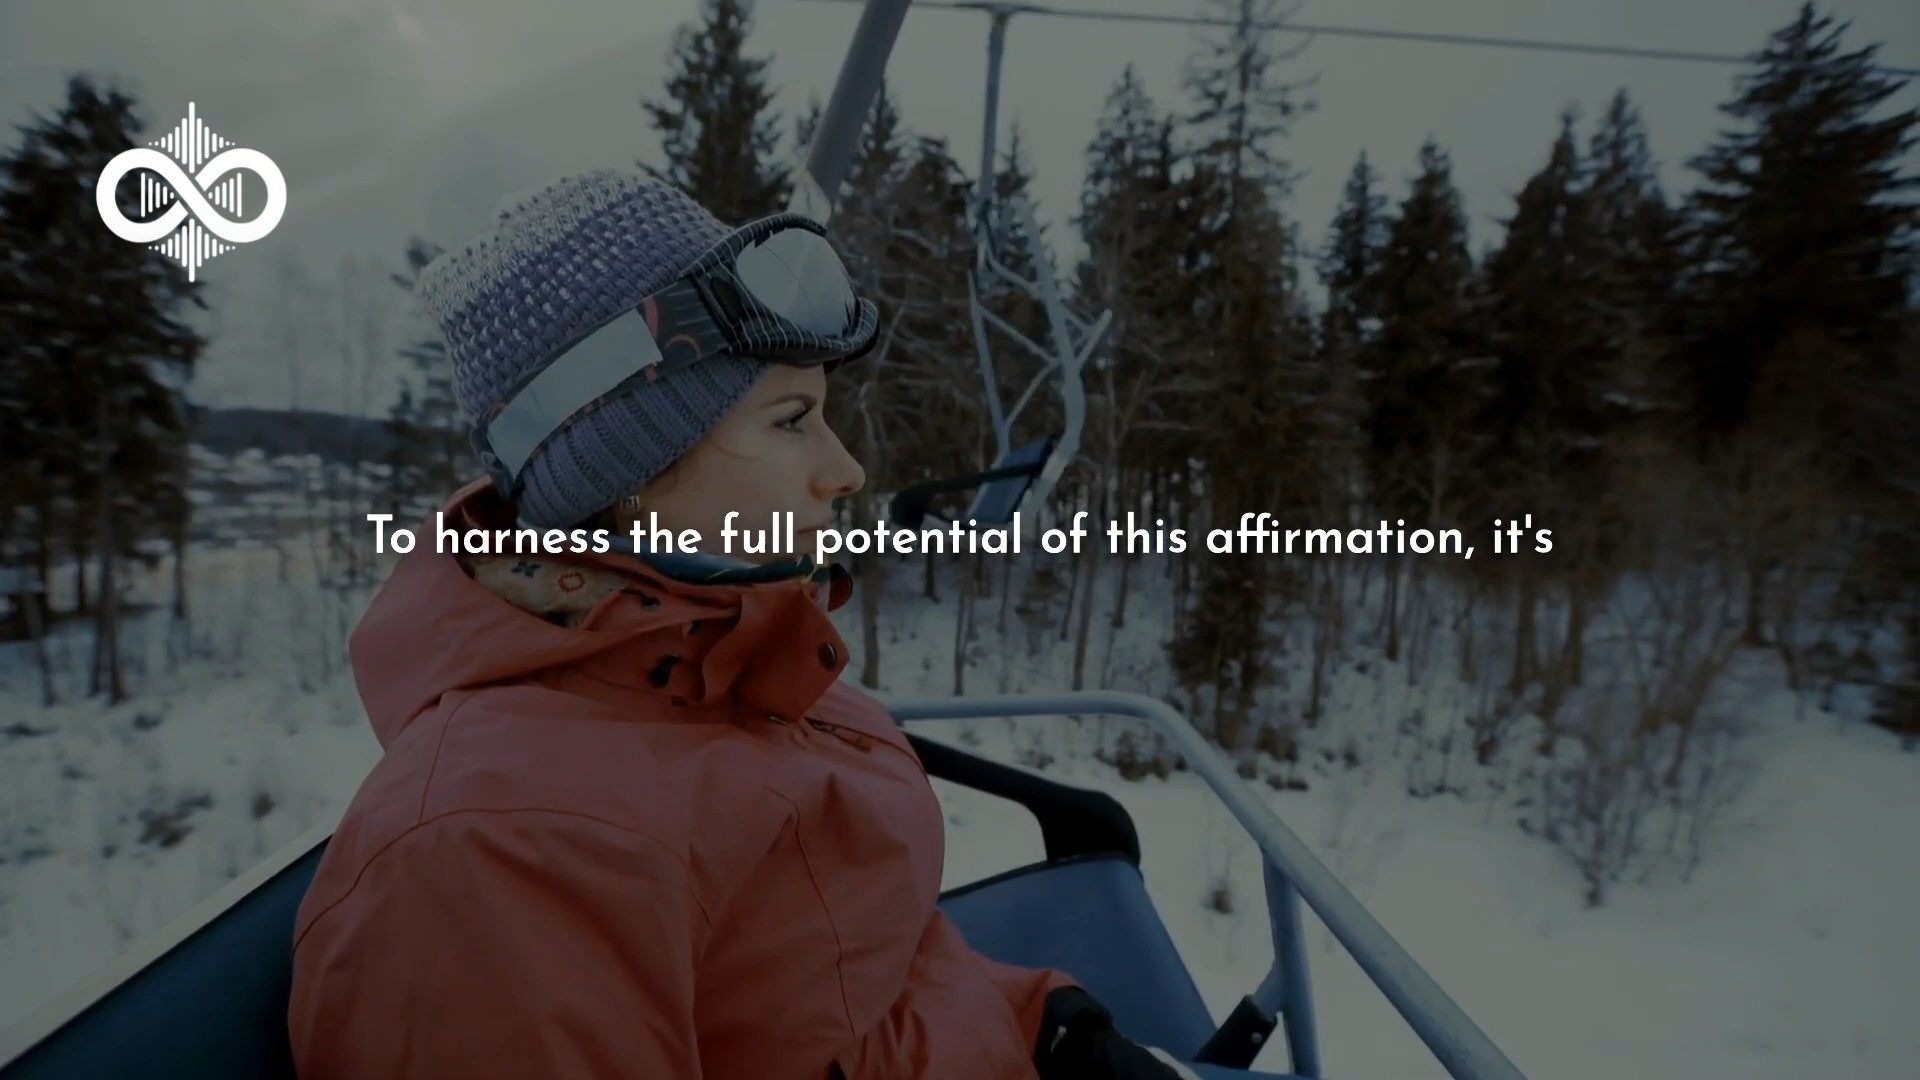 To harness the full potential of this affirmation, it's